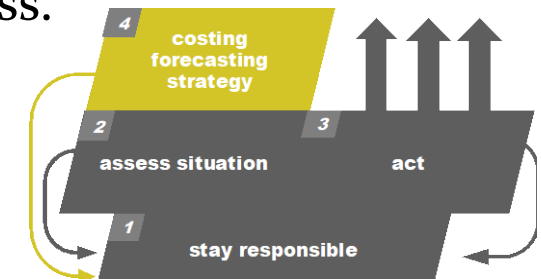 ss.
4
costing
forecasting
strategy
2
assess situation
3
act
1
stay responsible